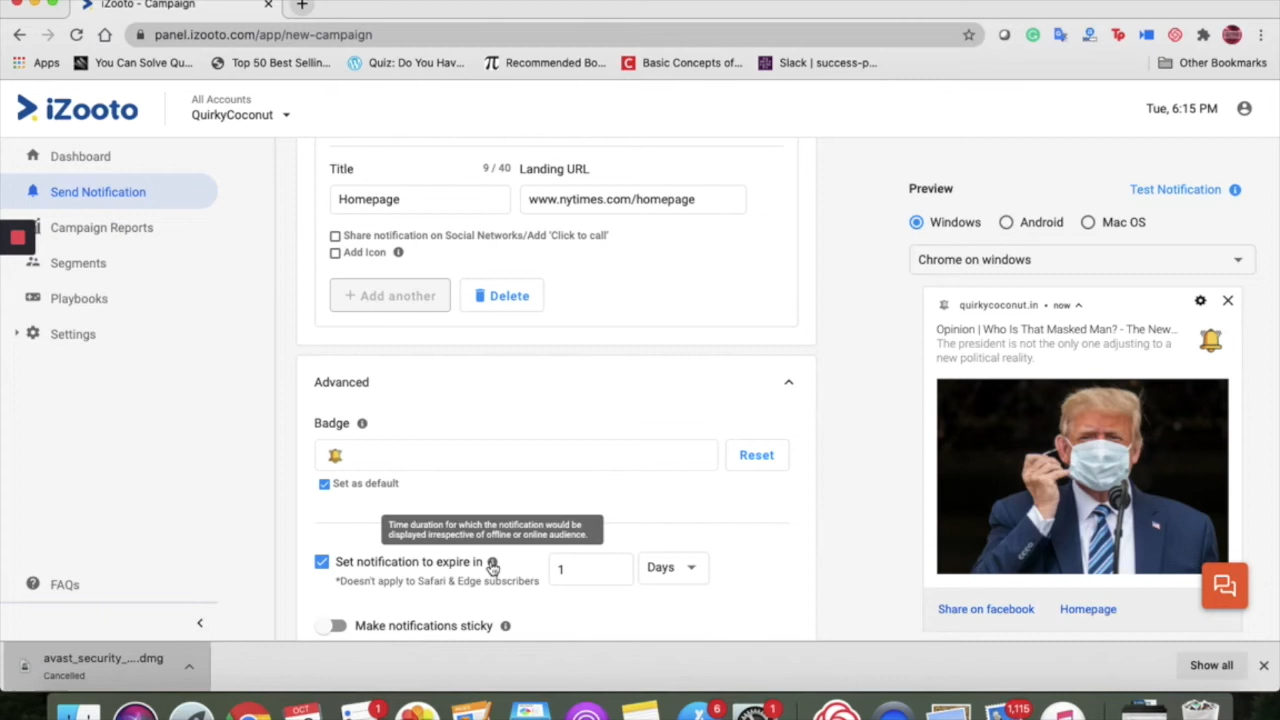 iZooto - Campaign
panel.izooto.com/app/new-campaign
Apps
You Can Solve Qu...
Top 50 Best Sellin...
Quiz: Do You Hav...
Recommended Bo...
Basic Concepts of...
Slack | success-p...
Other Bookmarks
iZooto
All Accounts
QuirkyCoconut
Tue, 6:15 PM
Dashboard
Send Notification
Campaign Reports
Segments
Playbooks
Settings
FAQs
Title
9 / 40
Landing URL
Homepage
www.nytimes.com/homepage
Share notification on Social Networks/Add 'Click to call'
Add Icon
+ Add another
Delete
Advanced
Badge
Reset
Set as default
Time duration for which the notification would be
displayed irrespective of offline or online audience.
Set notification to expire in
1
Days
*Doesn't apply to Safari & Edge subscribers
Make notifications sticky
Preview
Test Notification
Windows
Android
Mac OS
Chrome on windows
quirkycoconut.in • now
Opinion | Who Is That Masked Man? - The New...
The president is not the only one adjusting to a
new political reality.
Share on facebook
Homepage
avast_security_....dmg
Cancelled
Show all
OCT
1
6
1
1,115